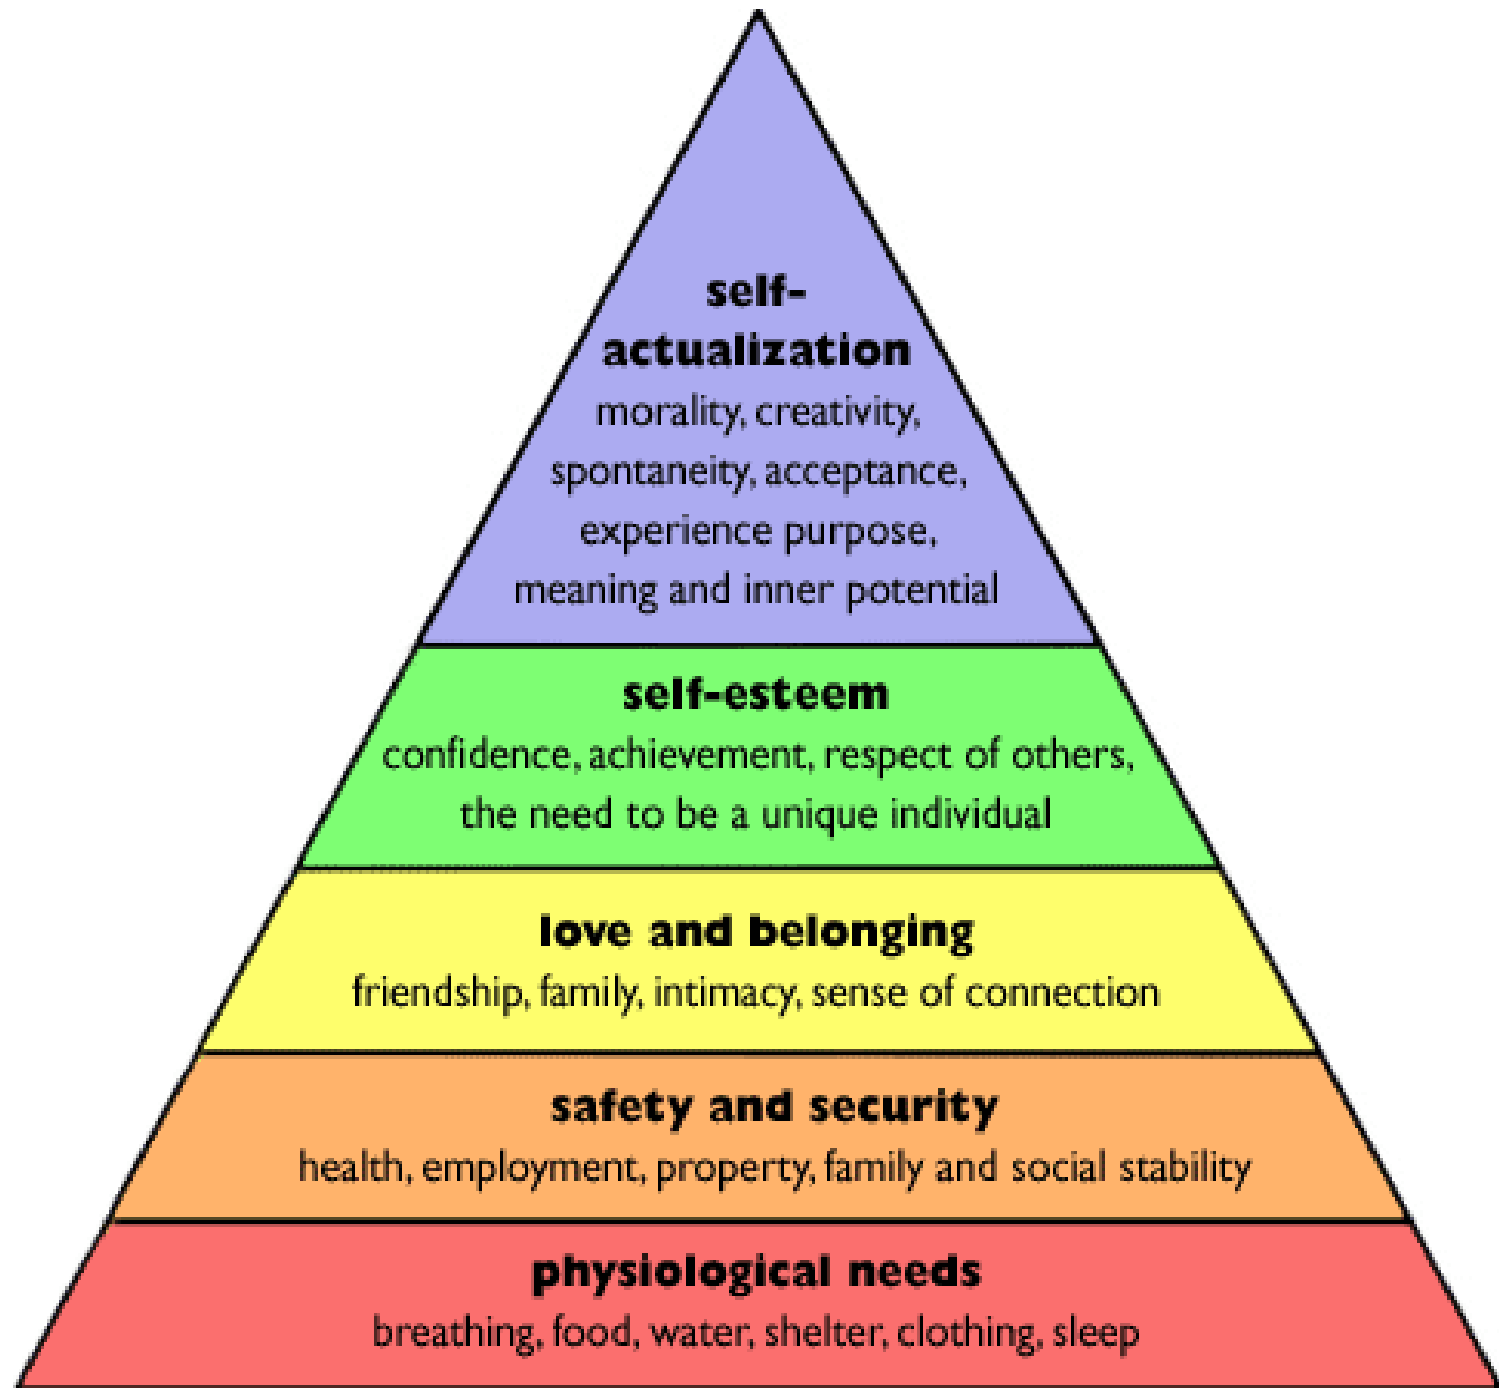 self-
actualization
morality, creativity,
spontaneity, acceptance,
experience purpose,
meaning and inner potential
self-esteem
confidence, achievement, respect of others,
the need to be a unique individual
love and belonging
friendship, family, intimacy, sense of connection
safety and security
health, employment, property, family and social stability
physiological needs
breathing, food, water, shelter, clothing, sleep